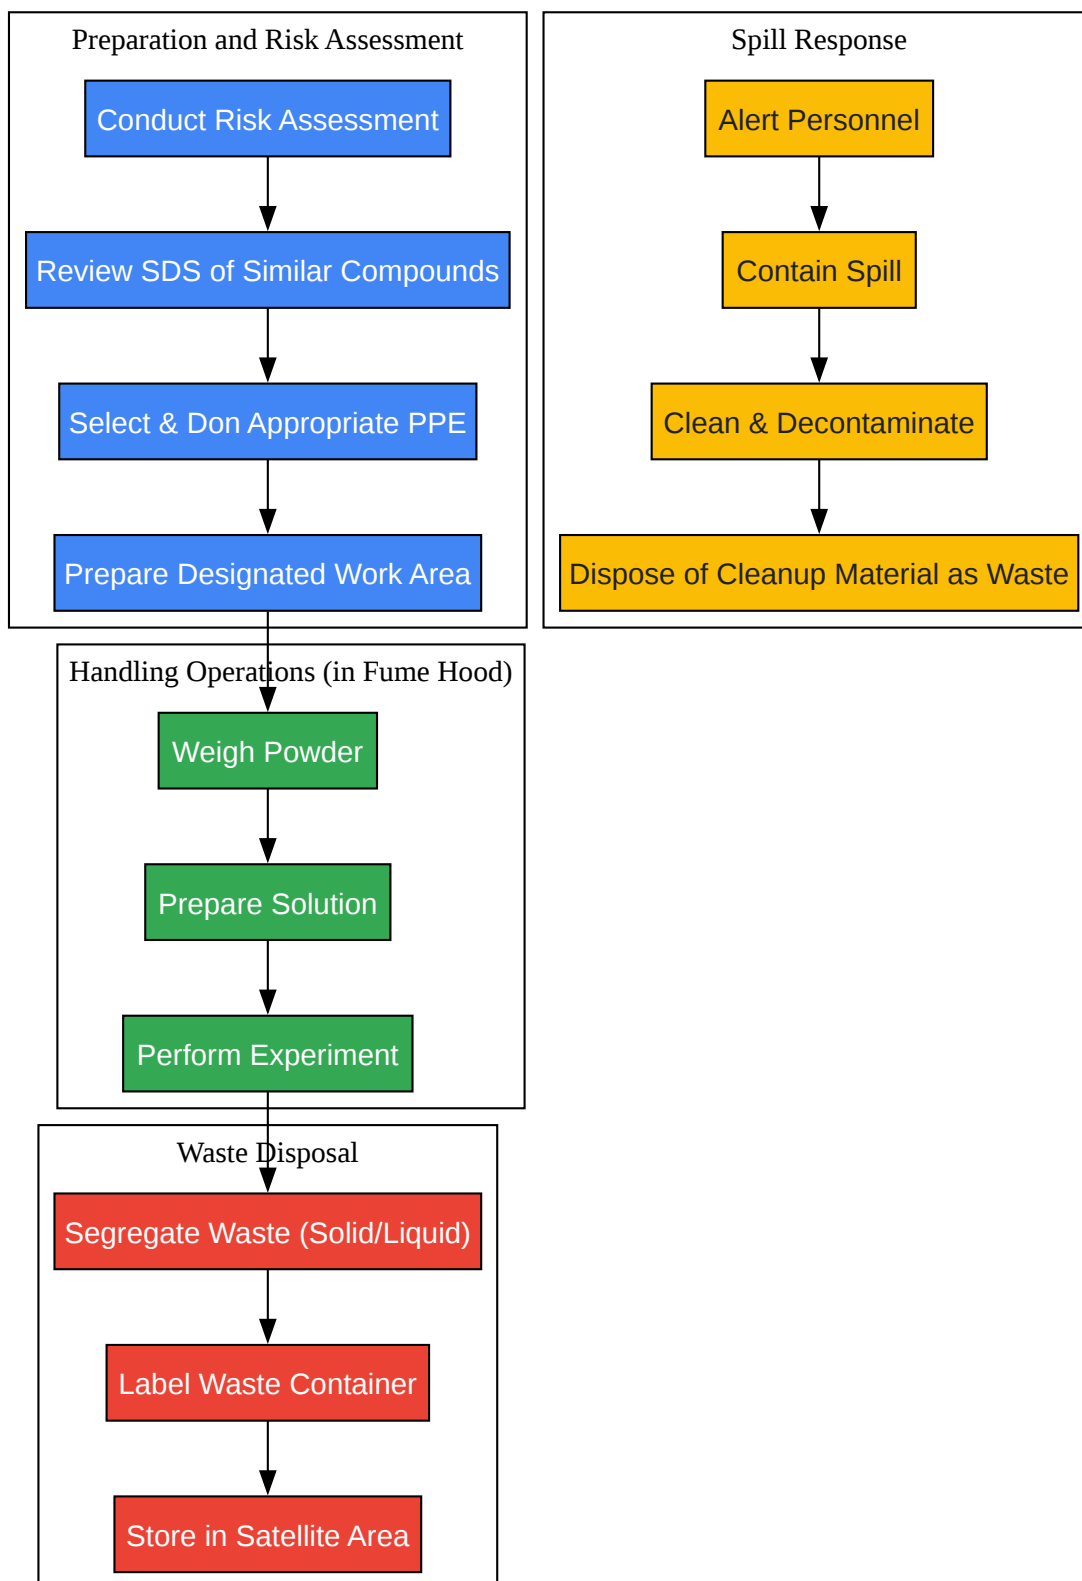 Preparation and Risk Assessment
Conduct Risk Assessment
Review SDS of Similar Compounds
Select & Don Appropriate PPE
Prepare Designated Work Area
Spill Response
Alert Personnel
Contain Spill
Clean & Decontaminate
Dispose of Cleanup Material as Waste
Handling Operations (in Fume Hood)
Weigh Powder
Prepare Solution
Perform Experiment
Waste Disposal
Segregate Waste (Solid/Liquid)
Label Waste Container
Store in Satellite Area